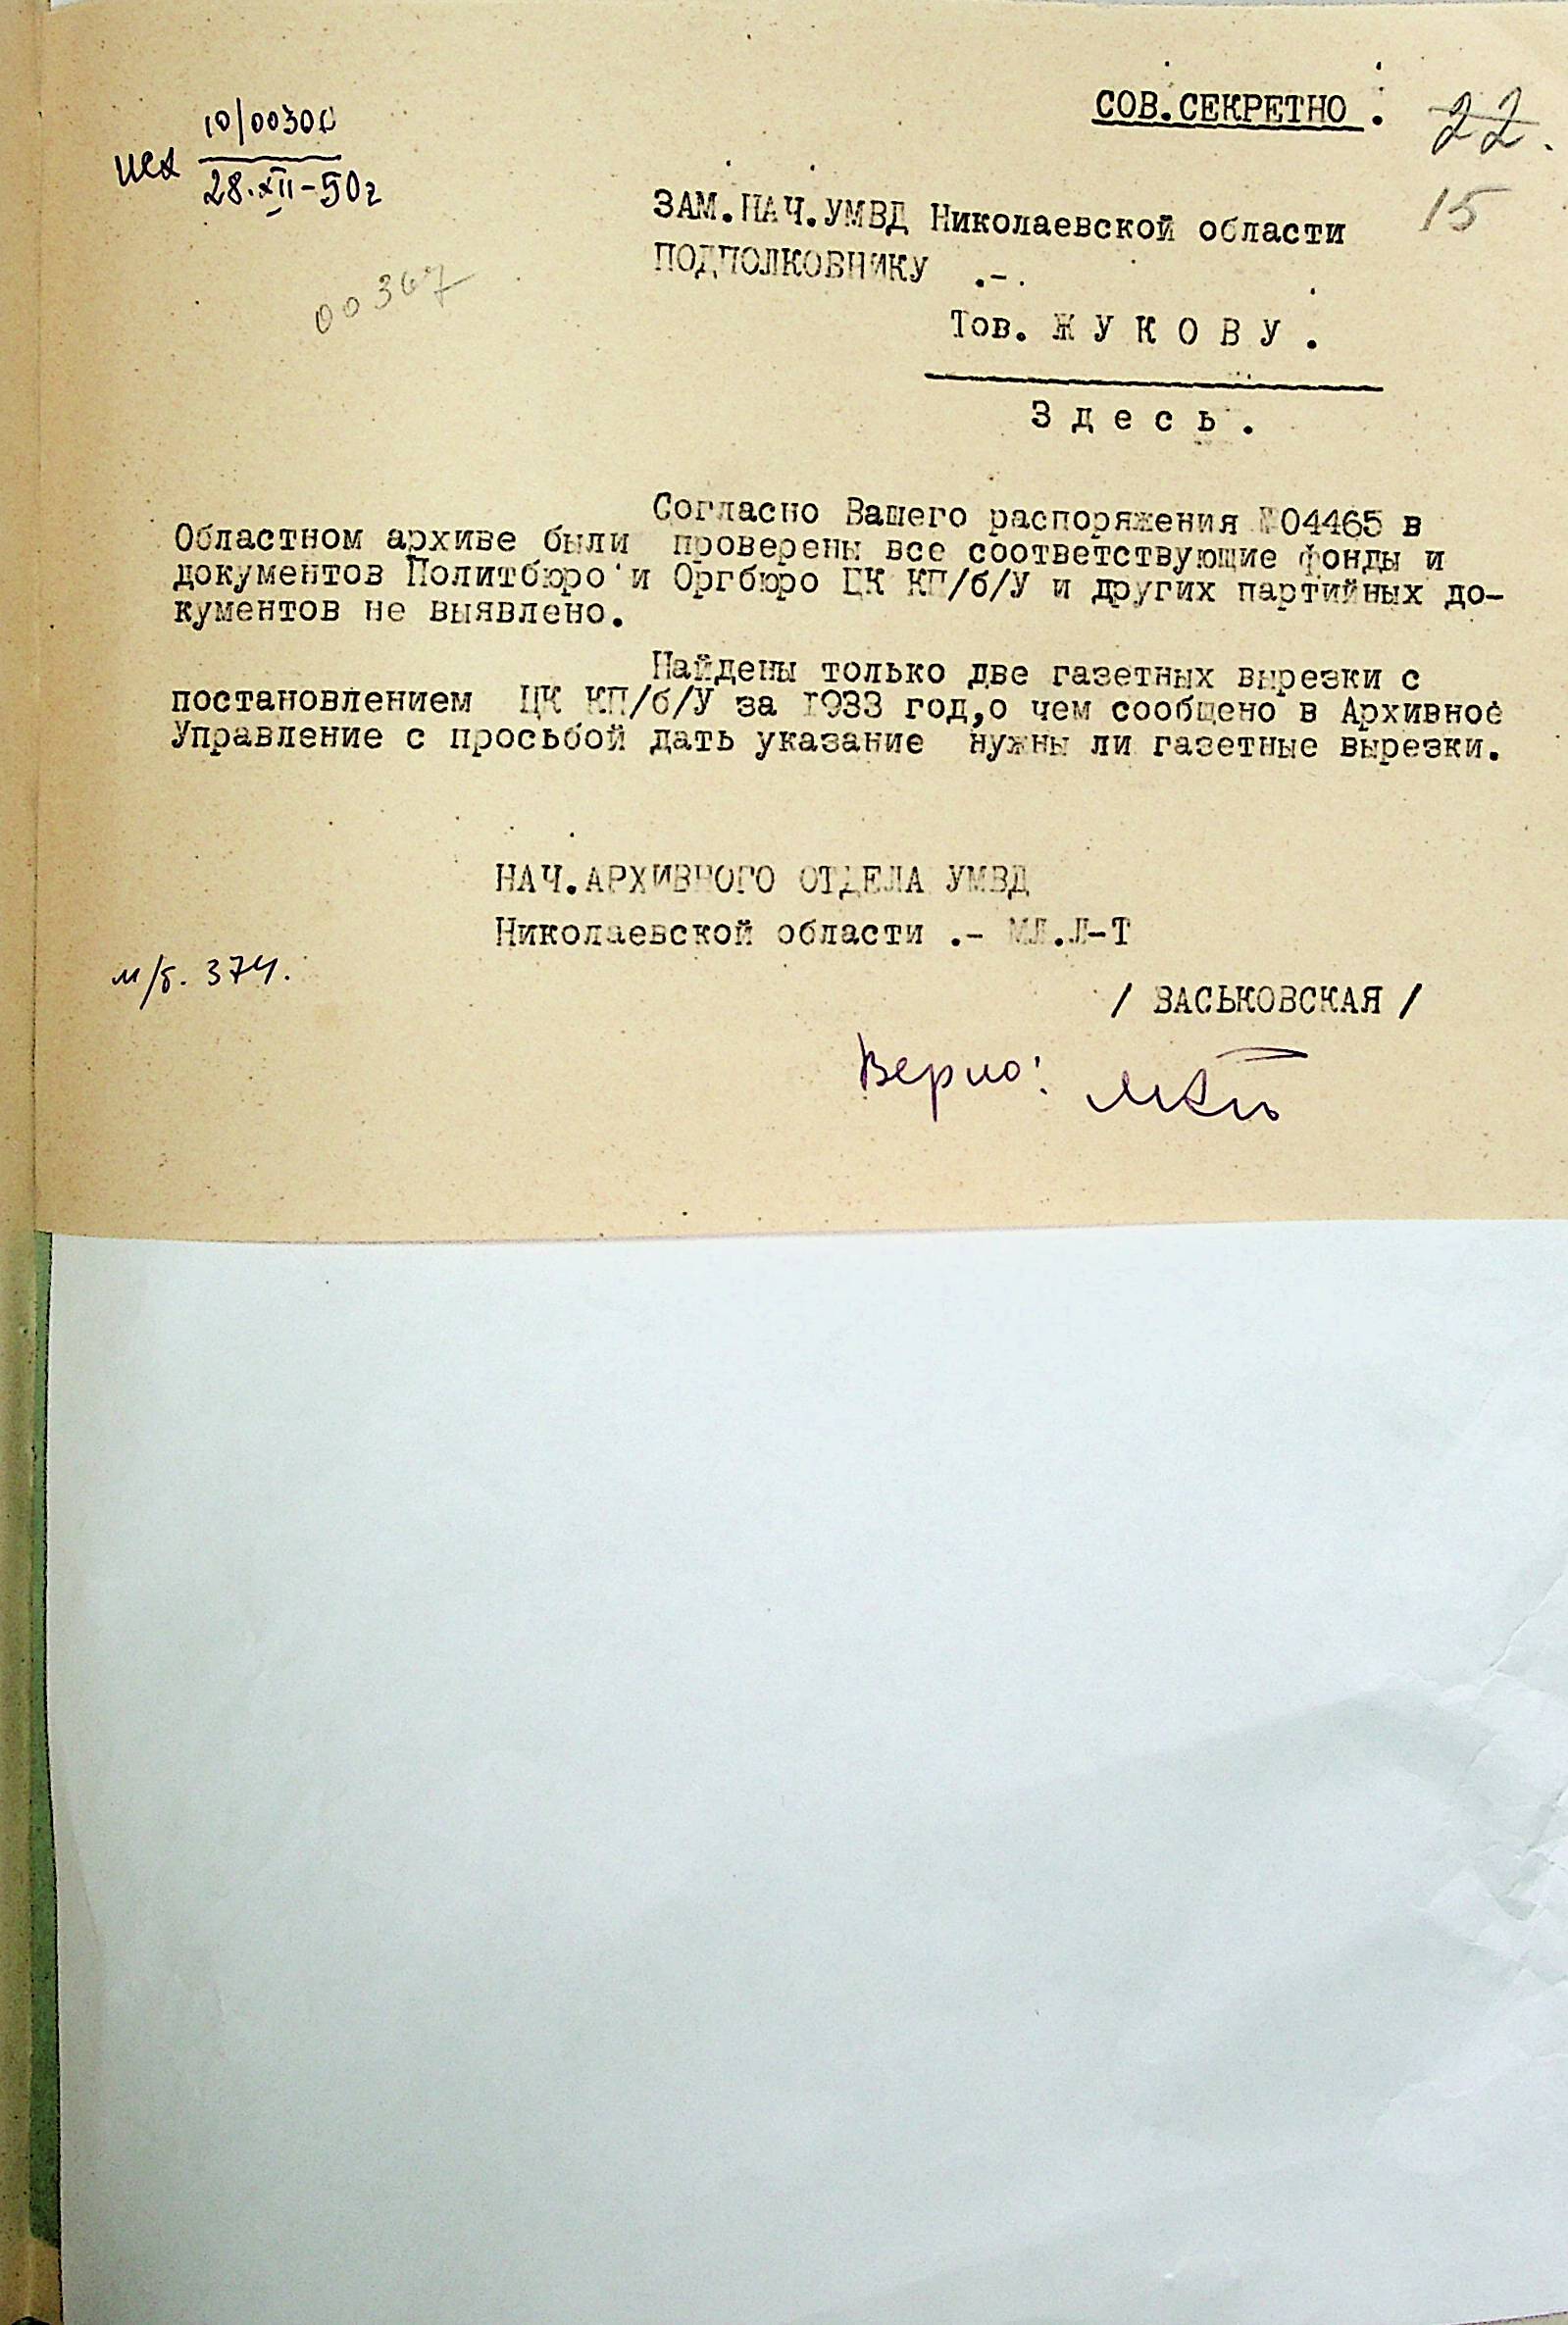 СОВ.СЕКРЕТНО.
22.
15
исх 10/00300
28.XII-50г
00367
ЗАМ.НАЧ.УМВД Николаевской области
ПОДПОЛКОВНИКУ .-.
Тов. Ж У К О В У .
З д е с ь .
Согласно Вашего распоряжения №04465 в
Областном архиве были проверены все соответствующие фонды и
документов Политбюро и Оргбюро ЦК КП/б/У и других партийных до-
кументов не выявлено.
Найдены только две газетных вырезки с
постановлением ЦК КП/б/У за 1933 год,о чем сообщено в Архивное
Управление с просьбой дать указание нужны ли газетные вырезки.
НАЧ.АРХИВНОГО ОТДЕЛА УМВД
Николаевской области .- МЛ.Л-Т
м/б. 374.
/ ВАСЬКОВСКАЯ /
Верно: